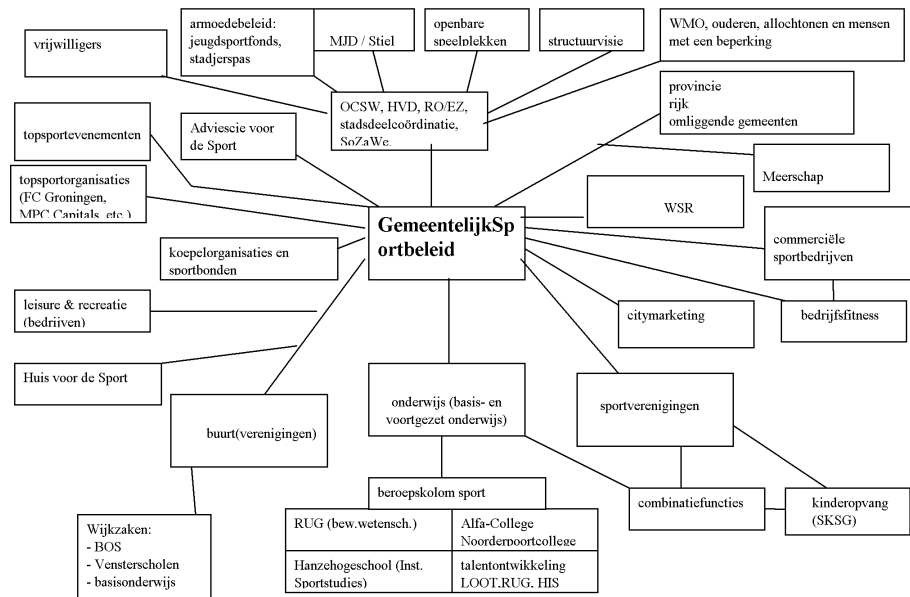 vrijwilligers
armoedebeleid:
jeugdsportfonds,
stadjerspas
MJD / Stiel
openbare
speelplekken
structuurvisie
WMO, ouderen, allochtonen en mensen
met een beperking
OCSW, HVD, RO/EZ,
stadsdeelcoördinatie,
SoZaWe.
provincie
rijk
omliggende gemeenten
topsportevenementen
Adviescie voor
de Sport
Meerschap
topsportorganisaties
(FC Groningen,
MPC Capitals, etc.)
WSR
GemeentelijkSp
ortbeleid
commerciële
sportbedrijven
koepelorganisaties en
sportbonden
leisure & recreatie
(bedrijven)
citymarketing
bedrijfsfitness
Huis voor de Sport
onderwijs (basis- en
voortgezet onderwijs)
sportverenigingen
buurt(verenigingen)
beroepskolom sport
combinatiefuncties
kinderopvang
(SKSG)
Wijkzaken:
- BOS
- Vensterscholen
- basisonderwijs
RUG (bew.wetensch.)
Alfa-College
Noorderpoortcollege
Hanzehogeschool (Inst.
Sportstudies)
talentontwikkeling
LOOT,RUG, HIS